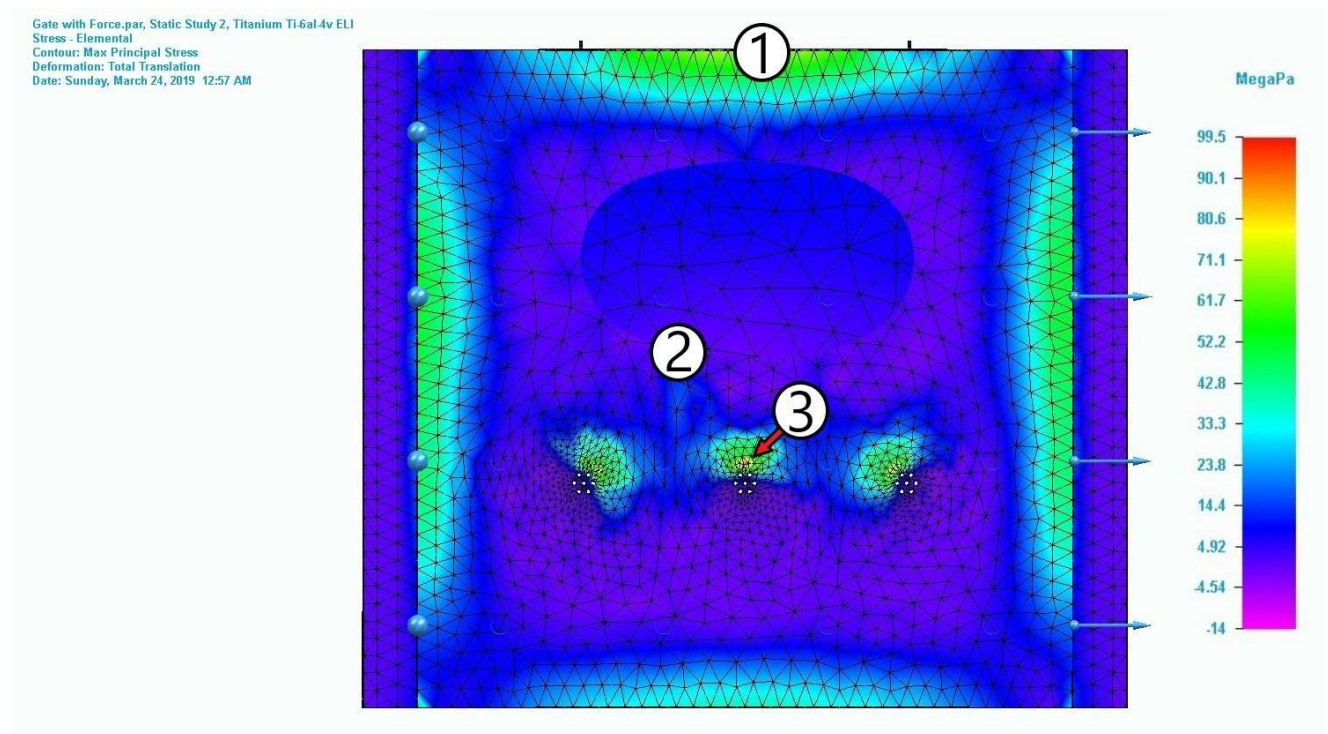 Gate with Force.par, Static Study 2, Titanium Ti-6al-4v ELI
Stress - Elemental
Contour: Max Principal Stress
Deformation: Total Translation
Date: Sunday, March 24, 2019 12:57 AM
1
MegaPa
99.5
90.1
80.6
71.1
61.7
52.2
42.8
33.3
23.8
14.4
4.92
-4.54
-14
2
3